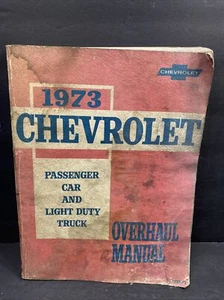 CHEVROLET
1973
CHEVROLET
PASSENGER
CAR
AND
LIGHT DUTY
TRUCK
OVERHAUL
MANUAL